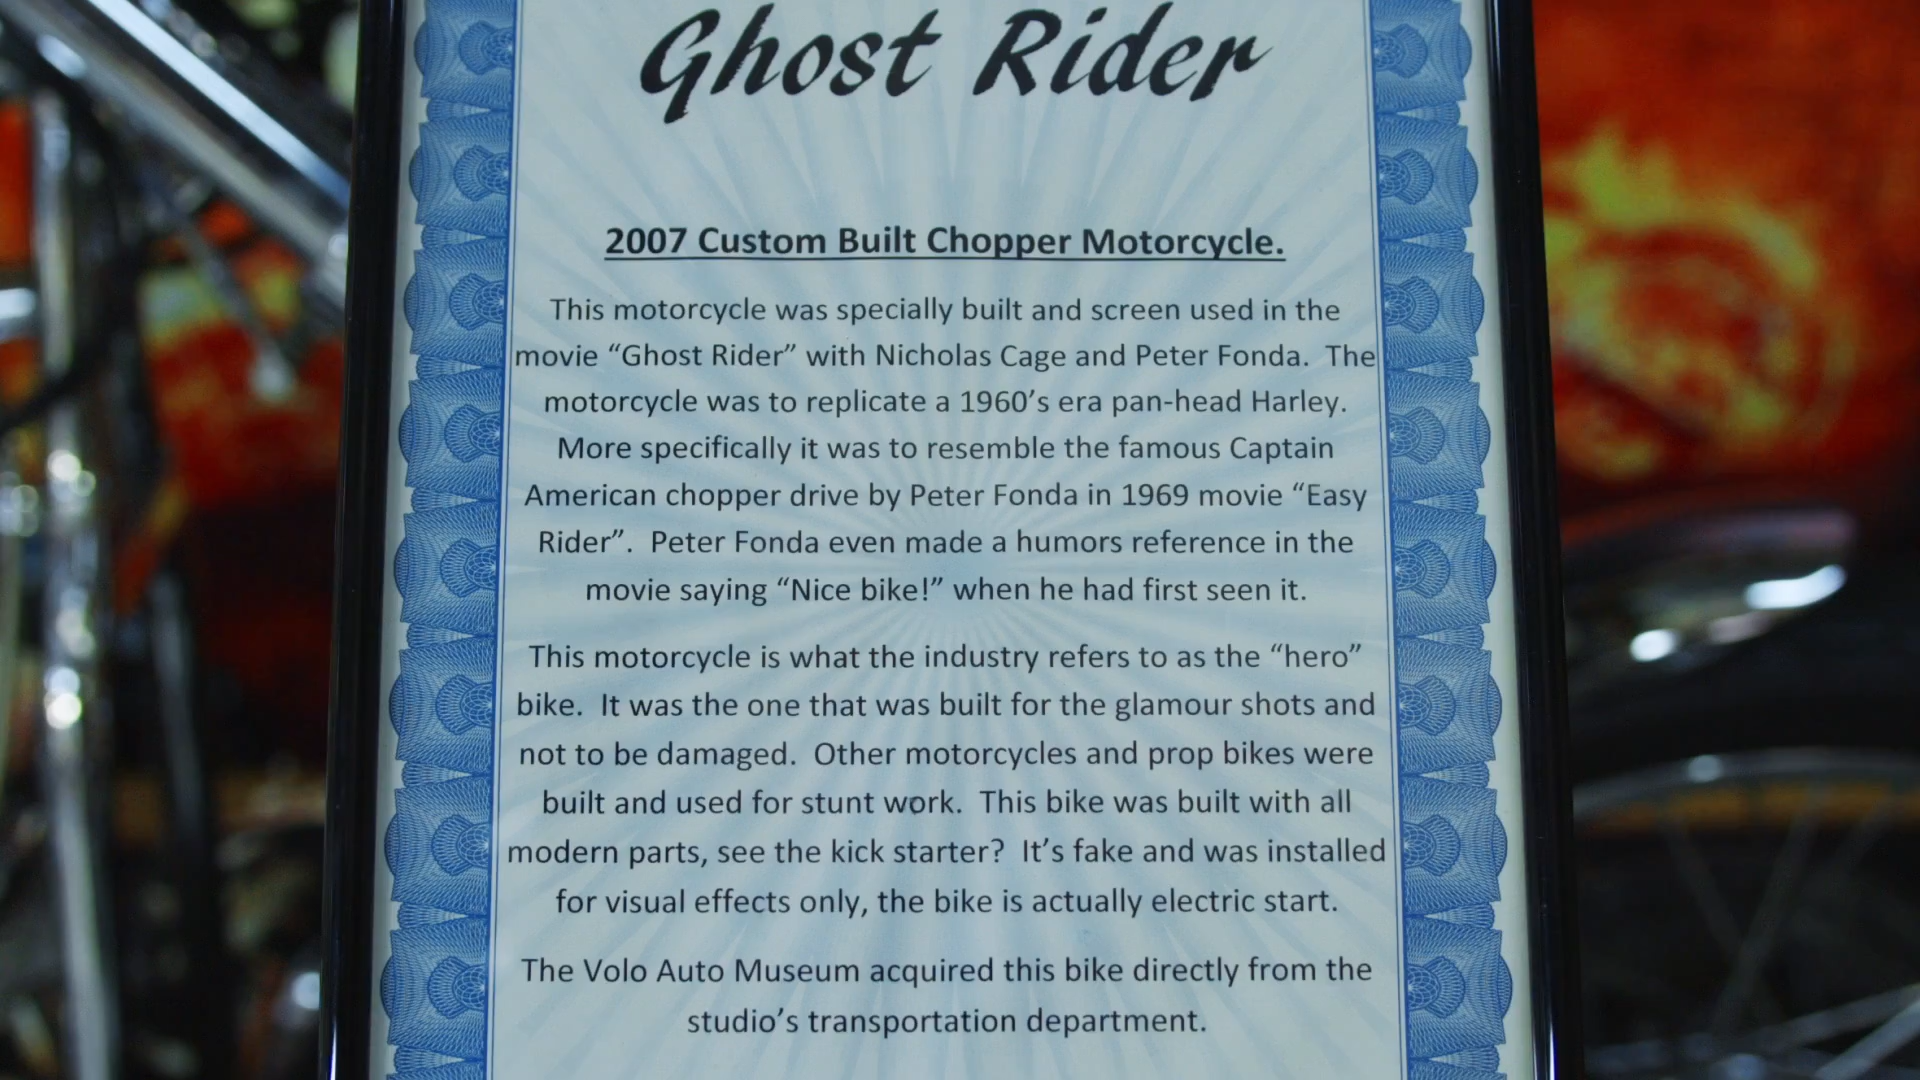 Ghost Rider
2007 Custom Built Chopper Motorcycle.
This motorcycle was specially built and screen used in the
movie “Ghost Rider” with Nicholas Cage and Peter Fonda.  The
motorcycle was to replicate a 1960’s era pan-head Harley.
More specifically it was to resemble the famous Captain
American chopper drive by Peter Fonda in 1969 movie “Easy
Rider”.  Peter Fonda even made a humors reference in the
movie saying “Nice bike!” when he had first seen it.
This motorcycle is what the industry refers to as the “hero”
bike.  It was the one that was built for the glamour shots and
not to be damaged.  Other motorcycles and prop bikes were
built and used for stunt work.  This bike was built with all
modern parts, see the kick starter?  It’s fake and was installed
for visual effects only, the bike is actually electric start.
The Volo Auto Museum acquired this bike directly from the
studio’s transportation department.